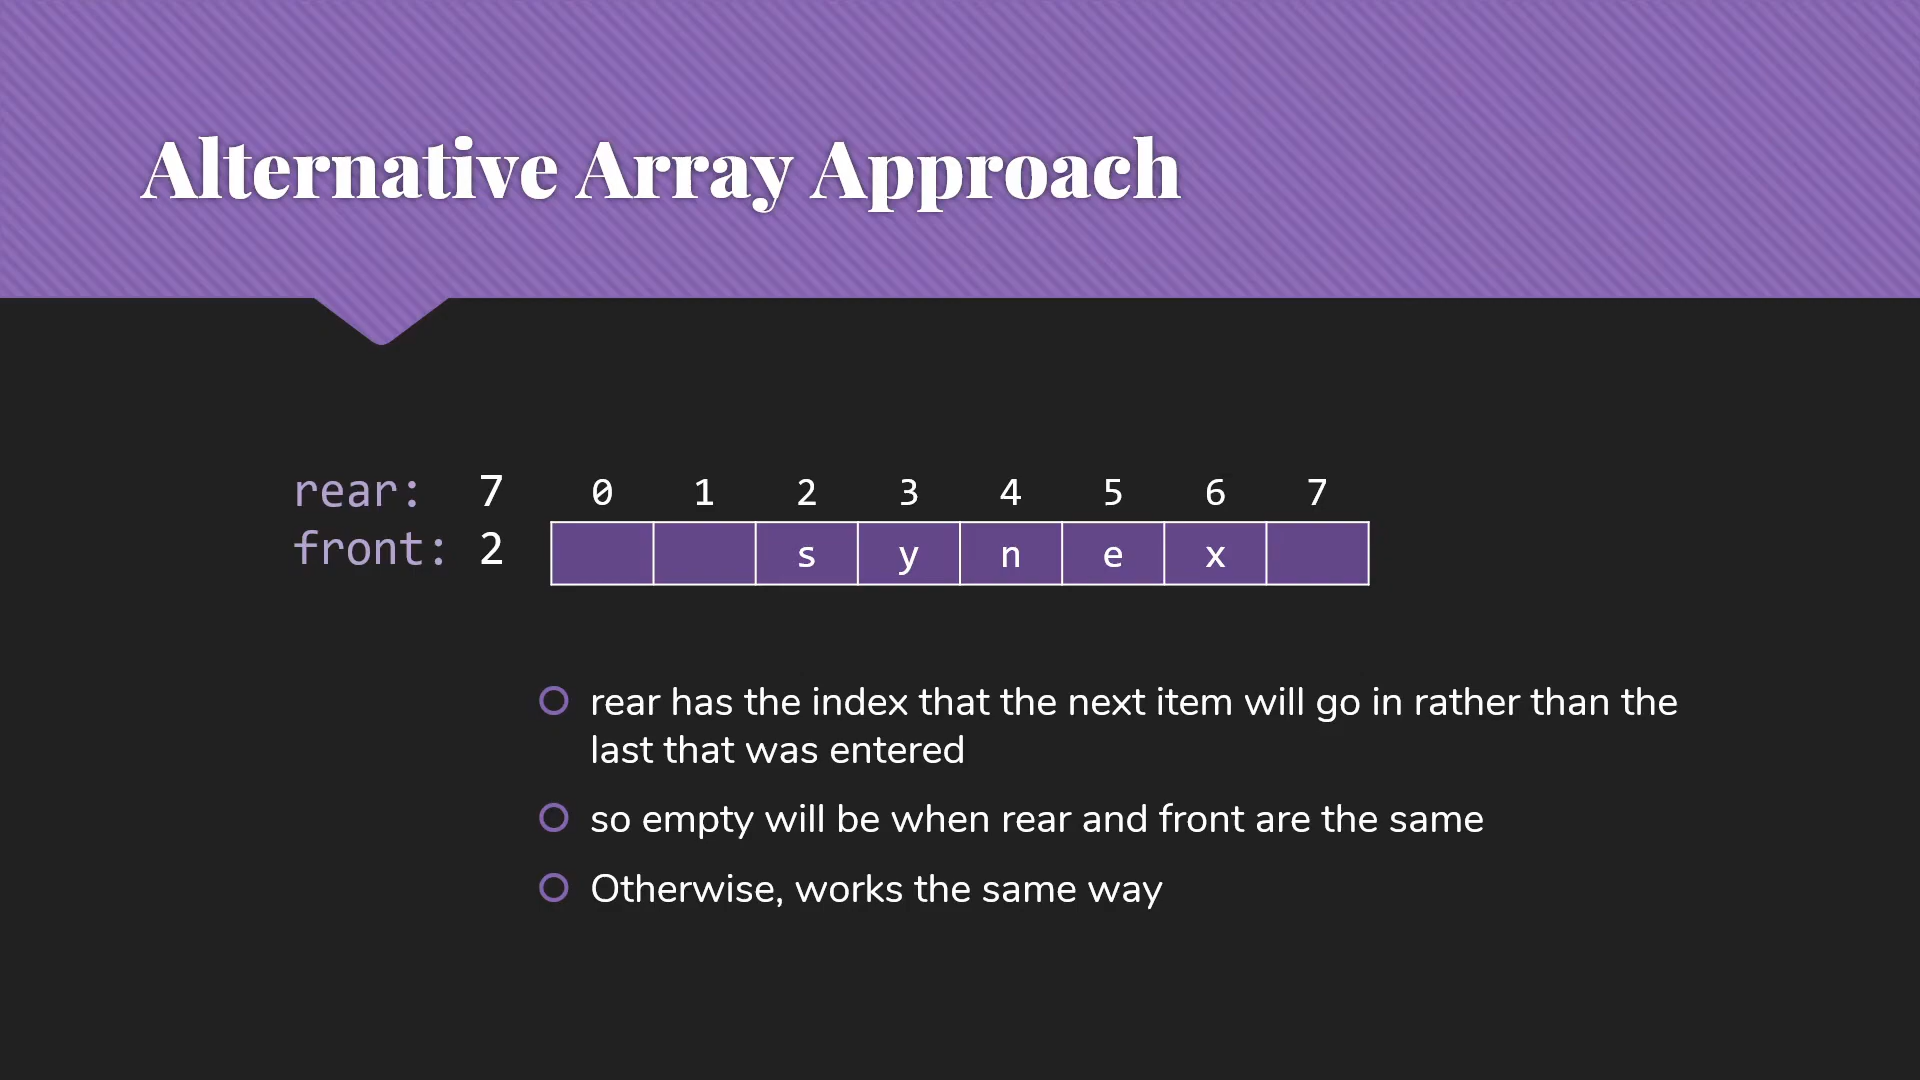 Alternative Array Approach
rear: 7 0 1 2 3 4 5 6 7
front: 2 s y n e x
rear has the index that the next item will go in rather than the
last that was entered
so empty will be when rear and front are the same
Otherwise, works the same way